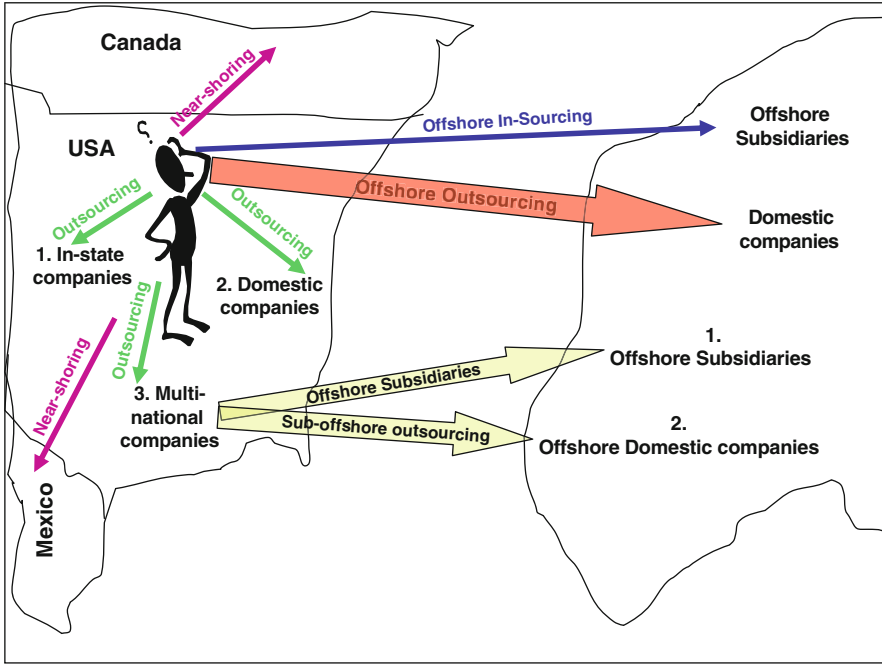 Canada
Near-shoring
USA
Offshore In-Sourcing
Offshore
Subsidiaries
Offshore Outsourcing
Domestic
companies
Outsourcing
1. In-state
companies
Outsourcing
2. Domestic
companies
Outsourcing
3. Multi-
national
companies
Near-shoring
Mexico
Offshore Subsidiaries
1.
Offshore Subsidiaries
Sub-offshore outsourcing
2.
Offshore Domestic companies